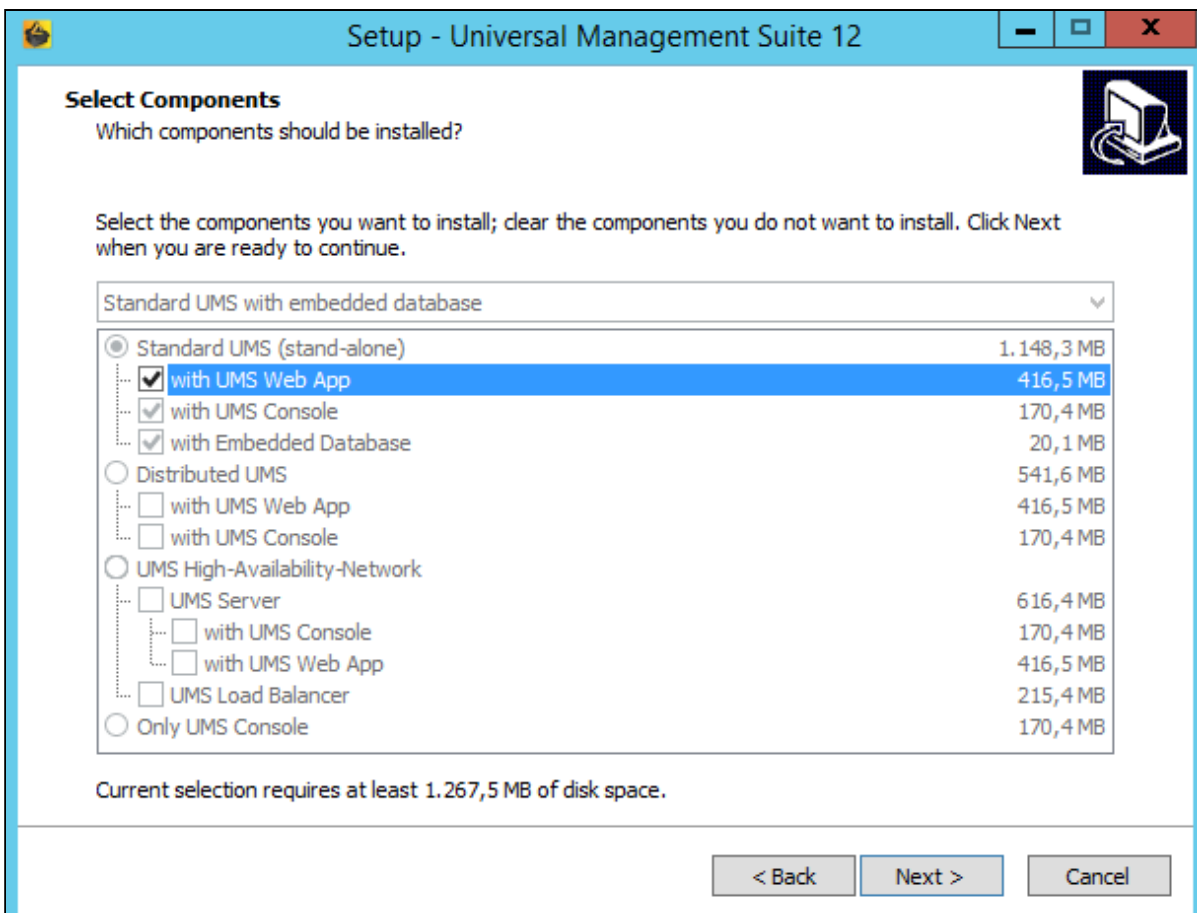 Setup - Universal Management Suite 12
Select Components
Which components should be installed?
Select the components you want to install; clear the components you do not want to install. Click Next
when you are ready to continue.
Standard UMS with embedded database
Standard UMS (stand-alone) 1.148,3 MB
with UMS Web App 416,5 MB
with UMS Console 170,4 MB
with Embedded Database 20,1 MB
Distributed UMS 541,6 MB
with UMS Web App 416,5 MB
with UMS Console 170,4 MB
UMS High-Availability-Network
UMS Server 616,4 MB
with UMS Console 170,4 MB
with UMS Web App 416,5 MB
UMS Load Balancer 215,4 MB
Only UMS Console 170,4 MB
Current selection requires at least 1.267,5 MB of disk space.
< Back Next > Cancel